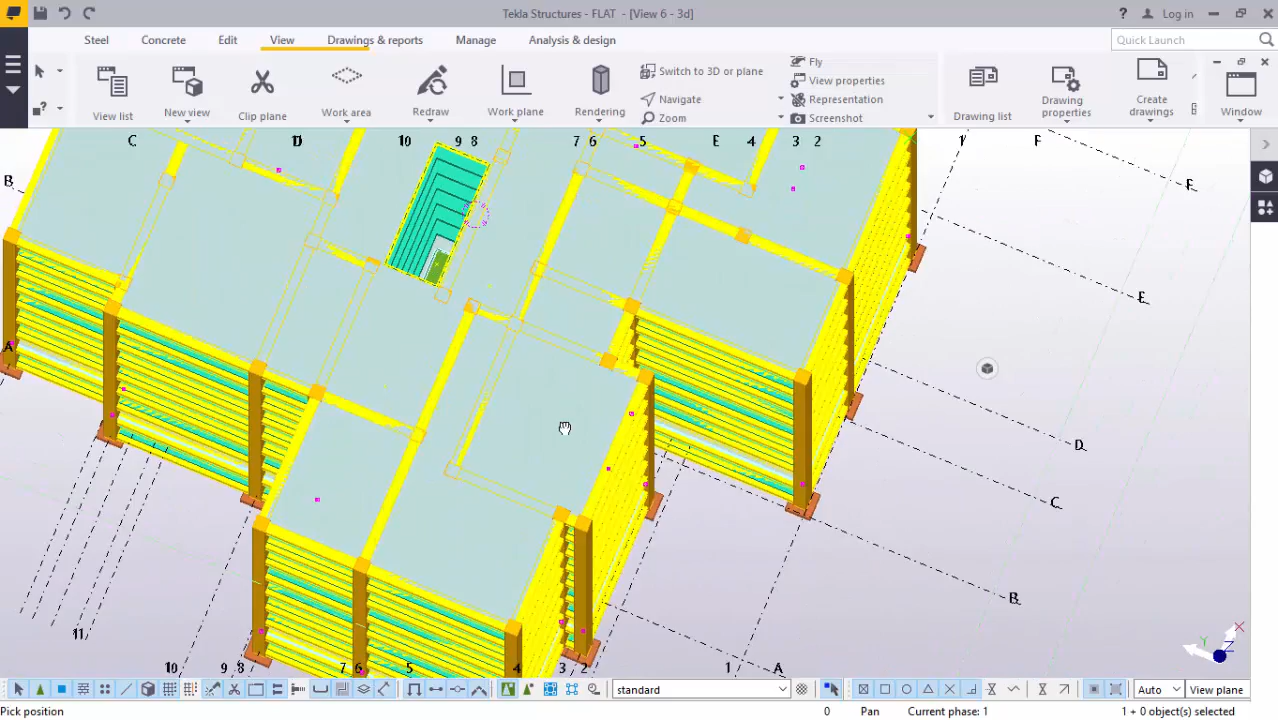 Tekla Structures - FLAT - [View 6 - 3d]
? Log in
Steel Concrete Edit View Drawings & reports Manage Analysis & design Quick Launch
Fly
Switch to 3D or plane View properties
Navigate Representation
Zoom Screenshot
View list New view Clip plane Work area Redraw Work plane Rendering Drawing list Drawing properties Create drawings Window
C D 10 9 8 7 6 5 E 4 3 2 1 F
B F
E
A
D
C
B
11
10 9 8 7 6 5 4 3 2 1 A
Y Z X
standard Auto View plane
Pick position 0 Pan Current phase: 1 1 + 0 object(s) selected